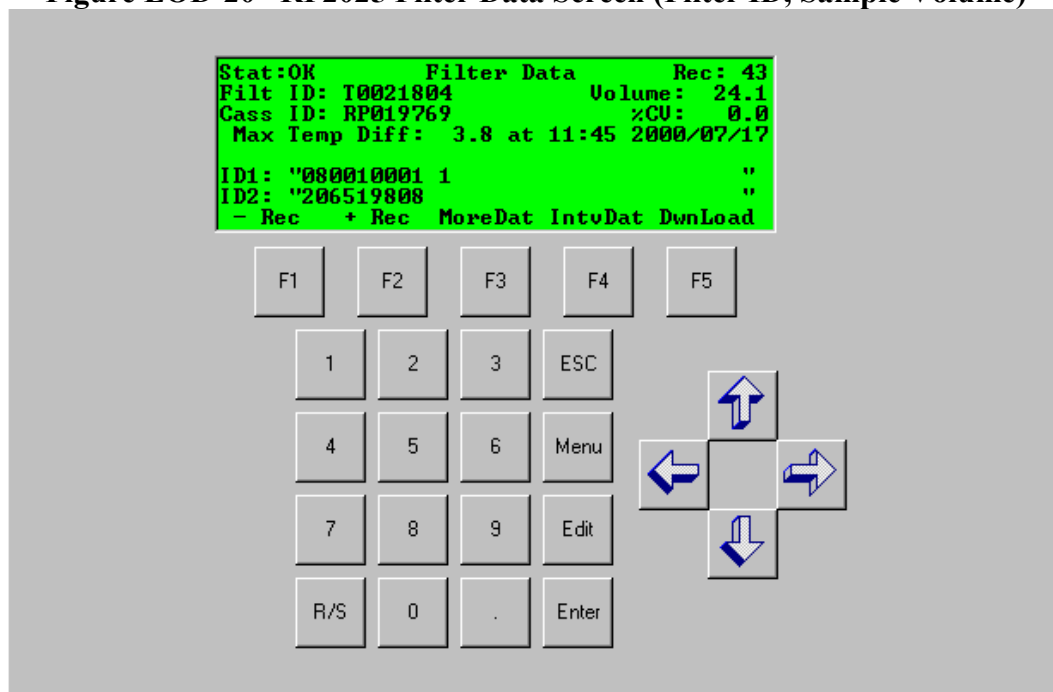 Figure EOD-20 RP2025 Filter Data Screen (Filter ID, Sample Volume)
Stat:OK Filter Data Rec: 43
Filt ID: T0021804 Volume: 24.1
Cass ID: RP019769 %CV: 0.0
Max Temp Diff: 3.8 at 11:45 2000/07/17
ID1: "080010001 1 "
ID2: "206519808 "
- Rec + Rec MoreDat IntvDat DwnLoad
F1 F2 F3 F4 F5
1 2 3 ESC
4 5 6 Menu
7 8 9 Edit
R/S 0 . Enter